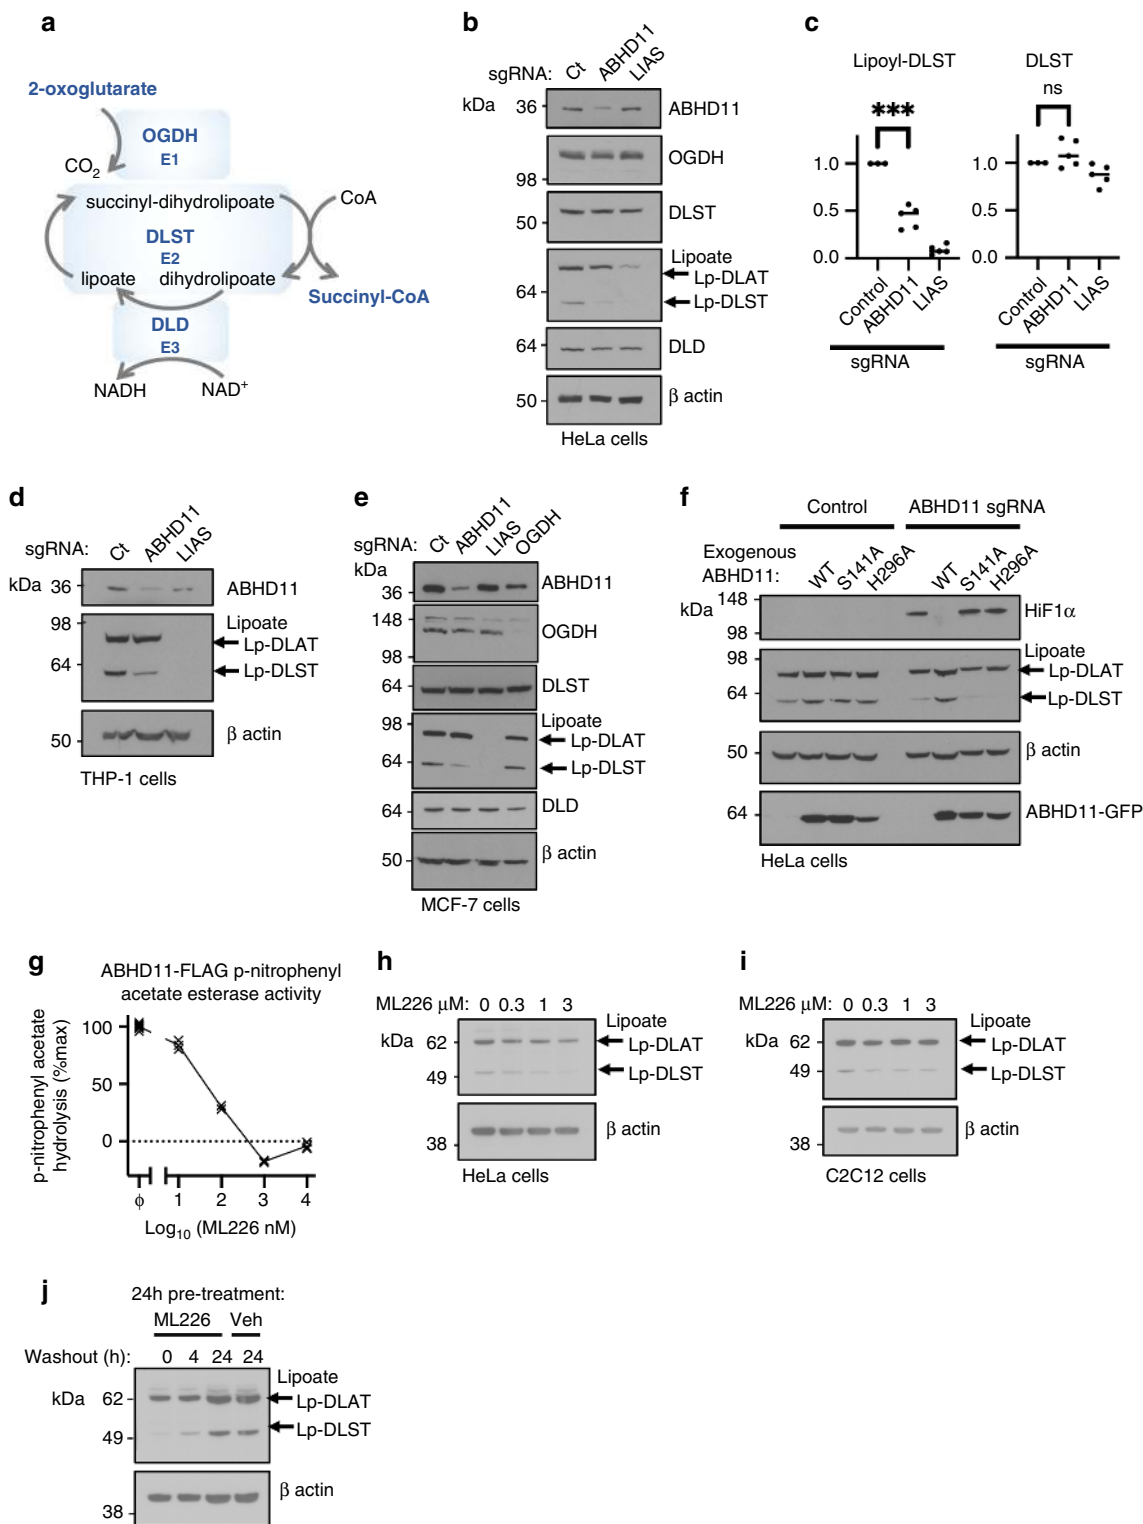 a
2-oxoglutarate
OGDH
E1
CO2
succinyl-dihydrolipoate
CoA
DLST
E2
lipoate dihydrolipoate
Succinyl-CoA
DLD
E3
NADH NAD+
b
sgRNA: Ct ABHD11 LIAS
kDa 36 ABHD11
OGDH
98
DLST
50
Lipoate
Lp-DLAT
64
Lp-DLST
64 DLD
50 β actin
HeLa cells
c
Lipoyl-DLST
***
1.0
0.5
0.0
Control ABHD11 LIAS
sgRNA
DLST
ns
1.0
0.5
0.0
Control ABHD11 LIAS
sgRNA
d
sgRNA: Ct ABHD11 LIAS
kDa 36 ABHD11
98 Lipoate
Lp-DLAT
64 Lp-DLST
50 β actin
THP-1 cells
e
sgRNA: Ct ABHD11 LIAS OGDH
kDa
36 ABHD11
148
OGDH
98
64 DLST
98 Lipoate
Lp-DLAT
64 Lp-DLST
64 DLD
50 β actin
MCF-7 cells
f
Control ABHD11 sgRNA
Exogenous
ABHD11: WT S141A H296A WT S141A H296A
kDa 148
HiF1α
98
98 Lipoate
Lp-DLAT
64 Lp-DLST
50 β actin
64 ABHD11-GFP
HeLa cells
g
ABHD11-FLAG p-nitrophenyl
acetate esterase activity
p-nitrophenyl acetate
hydrolysis (%max)
100
50
0
ϕ 1 2 3 4
Log10 (ML226 nM)
h
ML226 μM: 0 0.3 1 3
Lipoate
kDa 62 Lp-DLAT
49 Lp-DLST
β actin
38
HeLa cells
i
ML226 μM: 0 0.3 1 3
Lipoate
kDa 62 Lp-DLAT
49 Lp-DLST
β actin
38
C2C12 cells
j
24h pre-treatment:
ML226 Veh
Washout (h): 0 4 24 24
Lipoate
kDa 62 Lp-DLAT
Lp-DLST
49
β actin
38